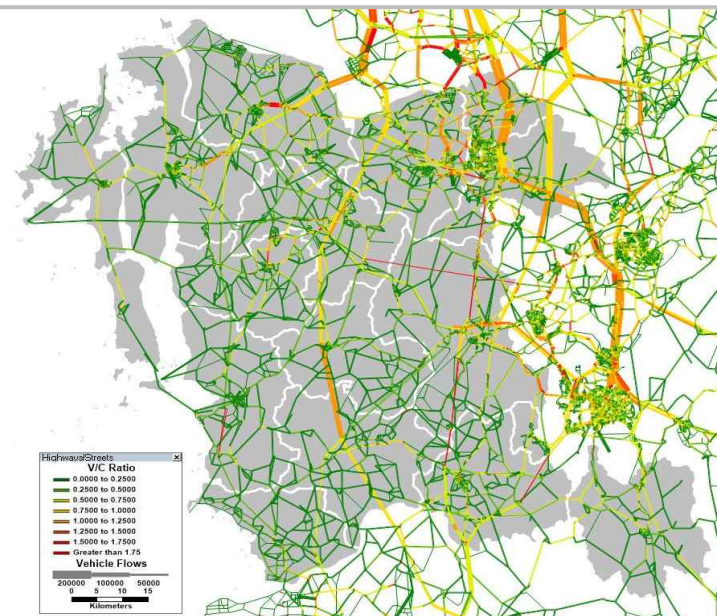 Highways/Streets
V/C Ratio
0.0000 to 0.2500
0.2500 to 0.5000
0.5000 to 0.7500
0.7500 to 1.0000
1.0000 to 1.2500
1.2500 to 1.5000
1.5000 to 1.7500
Greater than 1.75
Vehicle Flows
200000 100000 50000
0 5 10 15
Kilometers